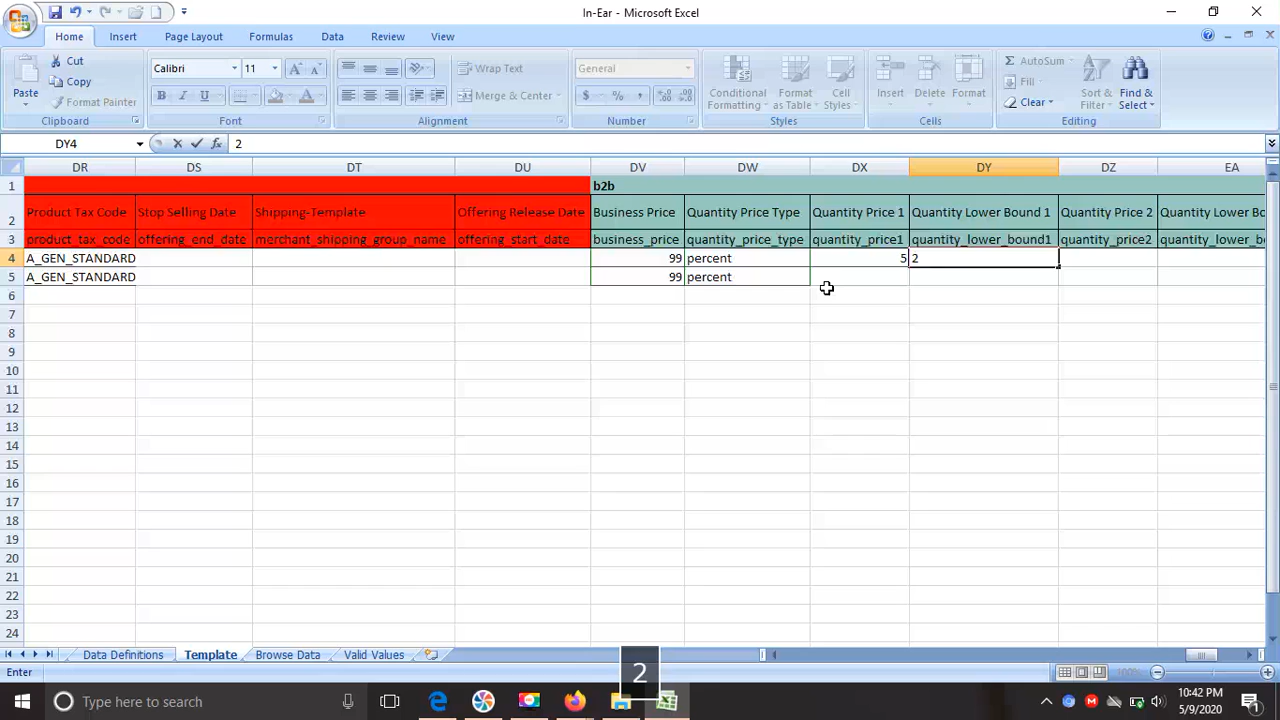 In-Ear - Microsoft Excel
Home Insert Page Layout Formulas Data Review View
Paste
Cut
Copy
Format Painter
Clipboard
Calibri 11
B I U
Font
Wrap Text
Merge & Center
Alignment
General
$ % ,
Number
Conditional Formatting
Format as Table
Cell Styles
Styles
Insert
Delete
Format
Cells
Σ AutoSum
Fill
Clear
Sort & Filter
Find & Select
Editing
DY4 fx 2
DR DS DT DU DV DW DX DY DZ EA
1 b2b
2 Product Tax Code Stop Selling Date Shipping-Template Offering Release Date Business Price Quantity Price Type Quantity Price 1 Quantity Lower Bound 1 Quantity Price 2 Quantity Lower Bo
3 product_tax_code offering_end_date merchant_shipping_group_name offering_start_date business_price quantity_price_type quantity_price1 quantity_lower_bound1 quantity_price2 quantity_lower_b
4 A_GEN_STANDARD 99 percent 5 2
5 A_GEN_STANDARD 99 percent
6
7
8
9
10
11
12
13
14
15
16
17
18
19
20
21
22
23
24
Data Definitions Template Browse Data Valid Values
Enter 100%
2
Type here to search
10:42 PM
5/9/2020
1